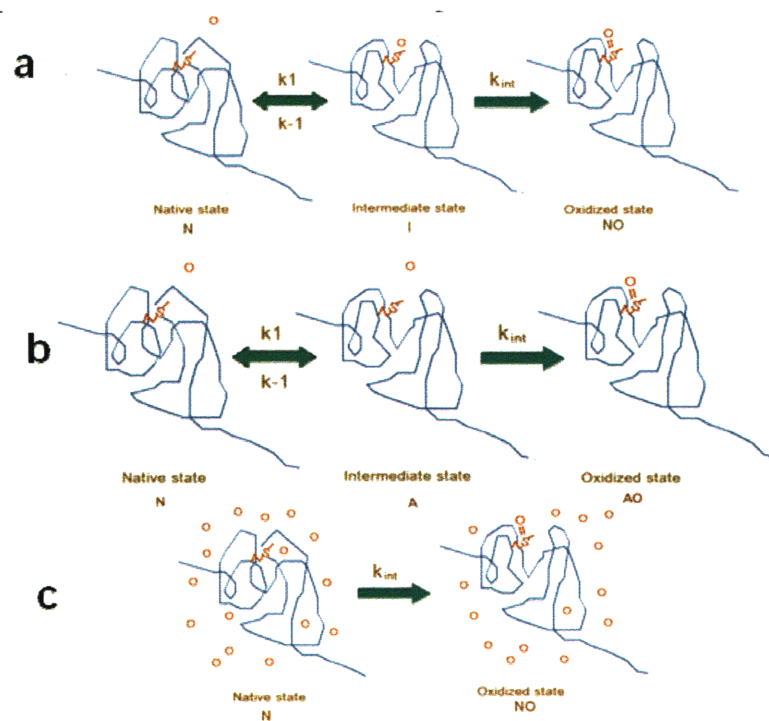 a
O
O
O
k1
k-1
kint
Native state
N
Intermediate state
I
Oxidized state
NO
b
O
O
O
k1
k-1
kint
Native state
N
Intermediate state
A
Oxidized state
AO
c
kint
Native state
N
Oxidized state
NO